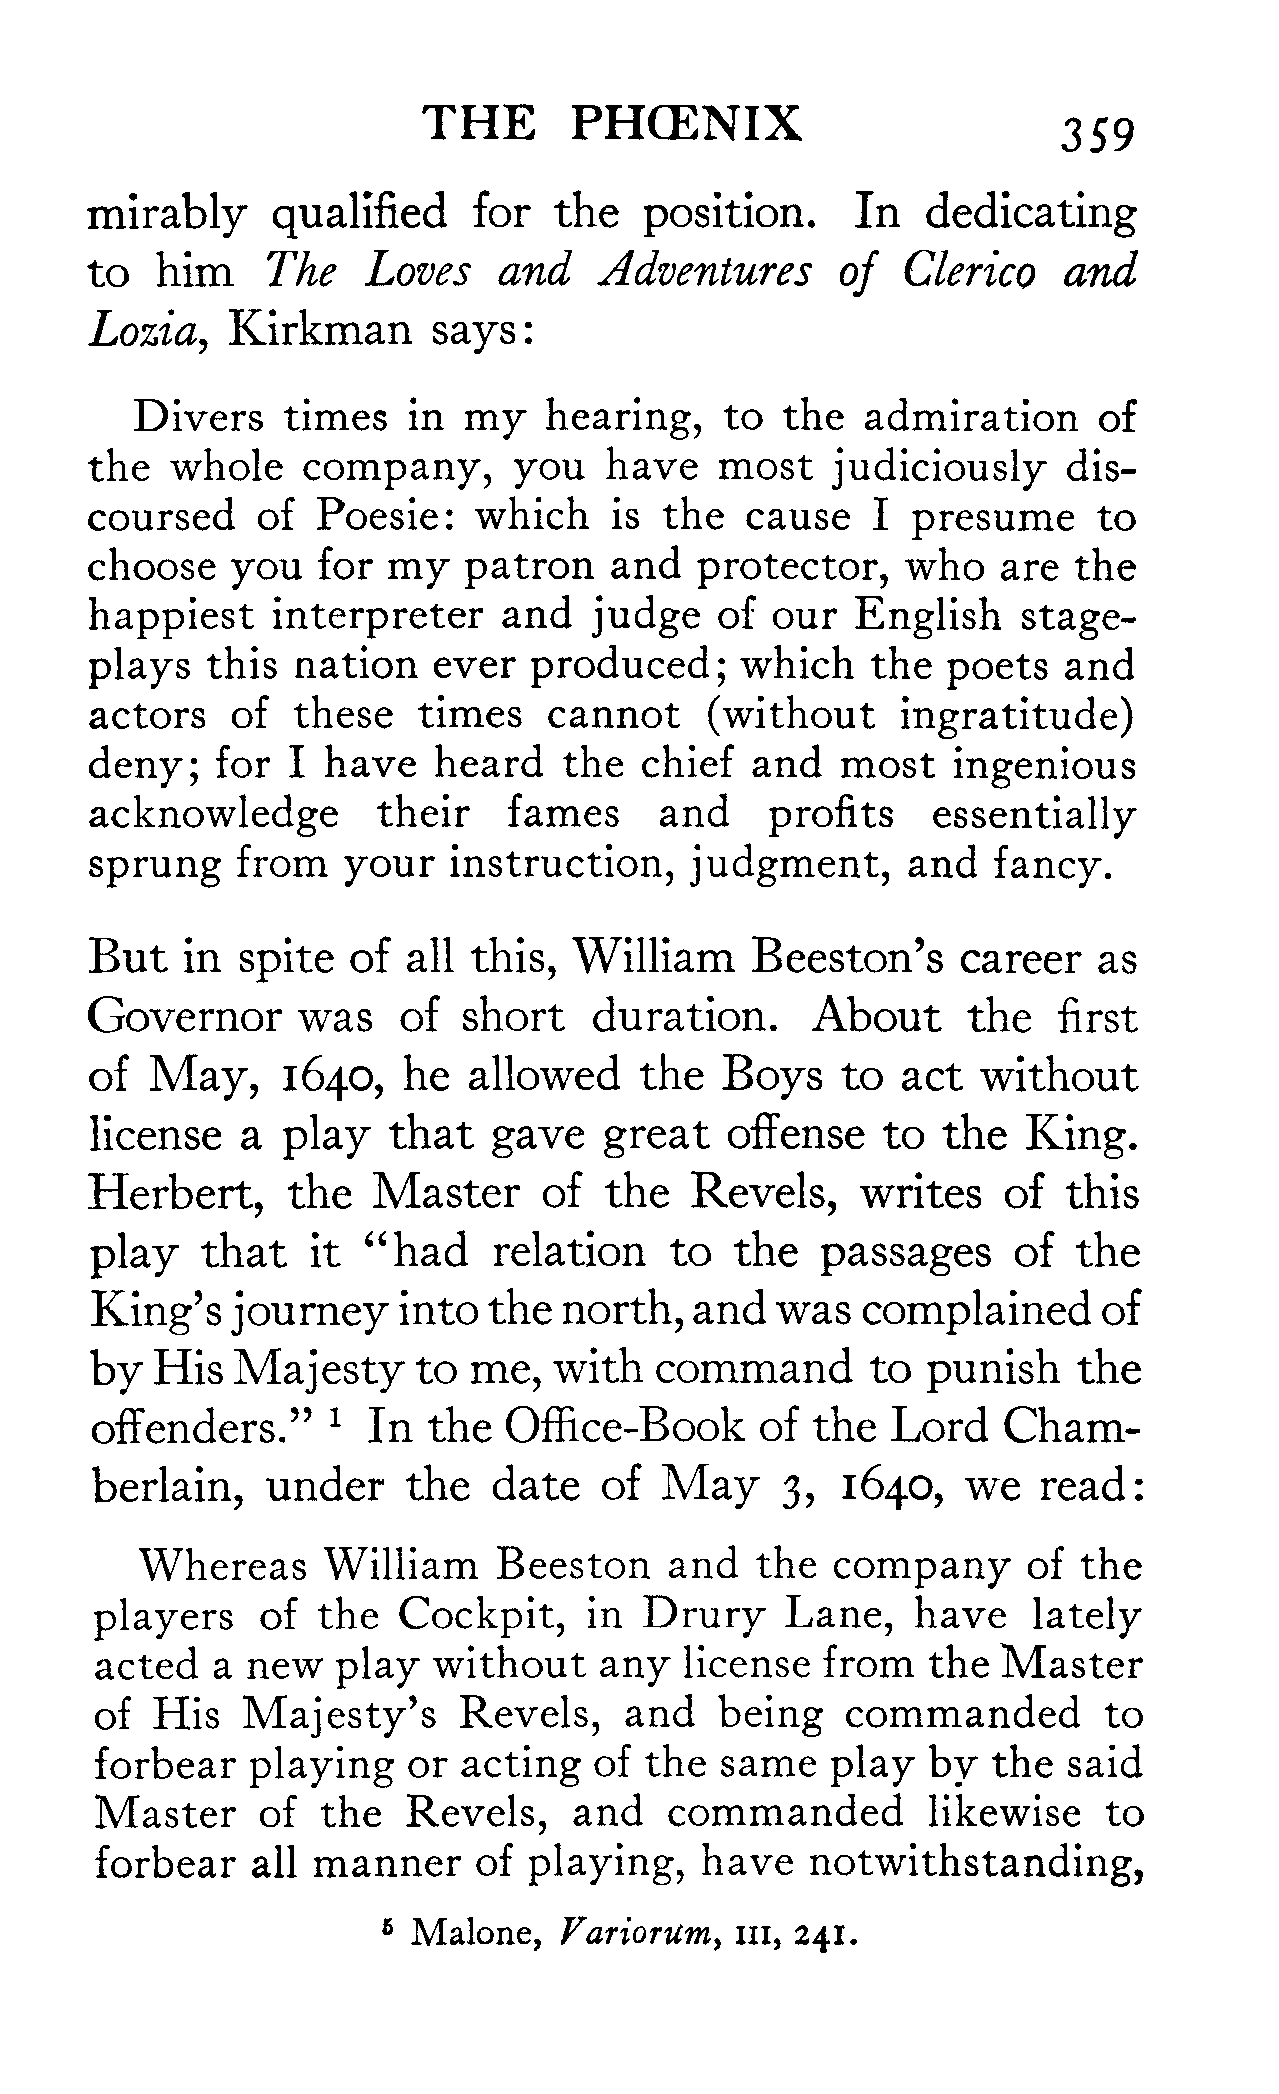 THE PHŒNIX 359
mirably qualified for the position. In dedicating
to him The Loves and Adventures of Clerico and
Lozia, Kirkman says:
Divers times in my hearing, to the admiration of
the whole company, you have most judiciously dis-
coursed of Poesie: which is the cause I presume to
choose you for my patron and protector, who are the
happiest interpreter and judge of our English stage-
plays this nation ever produced; which the poets and
actors of these times cannot (without ingratitude)
deny; for I have heard the chief and most ingenious
acknowledge their fames and profits essentially
sprung from your instruction, judgment, and fancy.
But in spite of all this, William Beeston's career as
Governor was of short duration. About the first
of May, 1640, he allowed the Boys to act without
license a play that gave great offense to the King.
Herbert, the Master of the Revels, writes of this
play that it "had relation to the passages of the
King's journey into the north, and was complained of
by His Majesty to me, with command to punish the
offenders." ¹ In the Office-Book of the Lord Cham-
berlain, under the date of May 3, 1640, we read:
Whereas William Beeston and the company of the
players of the Cockpit, in Drury Lane, have lately
acted a new play without any license from the Master
of His Majesty's Revels, and being commanded to
forbear playing or acting of the same play by the said
Master of the Revels, and commanded likewise to
forbear all manner of playing, have notwithstanding,
⁵ Malone, Variorum, III, 241.